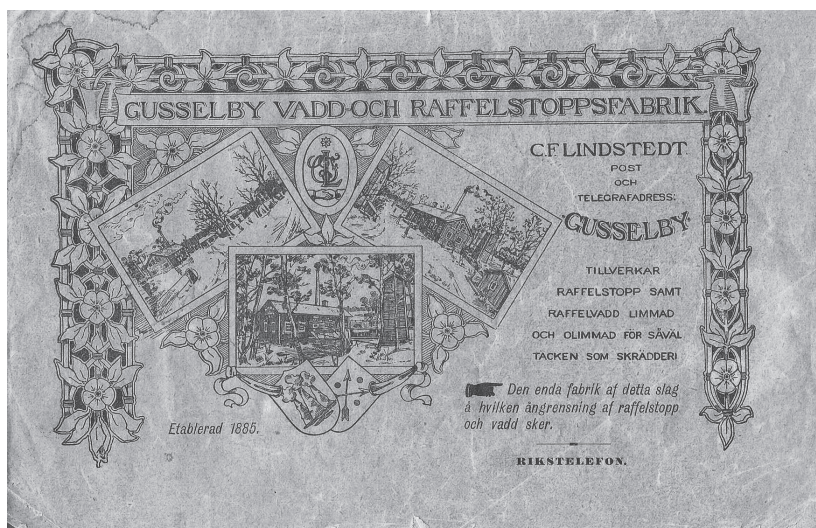 GUSSELBY VADD-OCH RAFFELSTOPPSFABRIK.
C.F. LINDSTEDT.
POST
OCH
TELEGRAFADRESS:
GUSSELBY
TILLVERKAR
RAFFELSTOPP SAMT
RAFFELVADD LIMMAD
OCH OLIMMAD FÖR SÅVÄL
TÄCKEN SOM SKRÄDDERI
Den enda fabrik af detta slag
å hvilken ångrensning af raffelstopp
och vadd sker.
Etablerad 1885.
RIKSTELEFON.